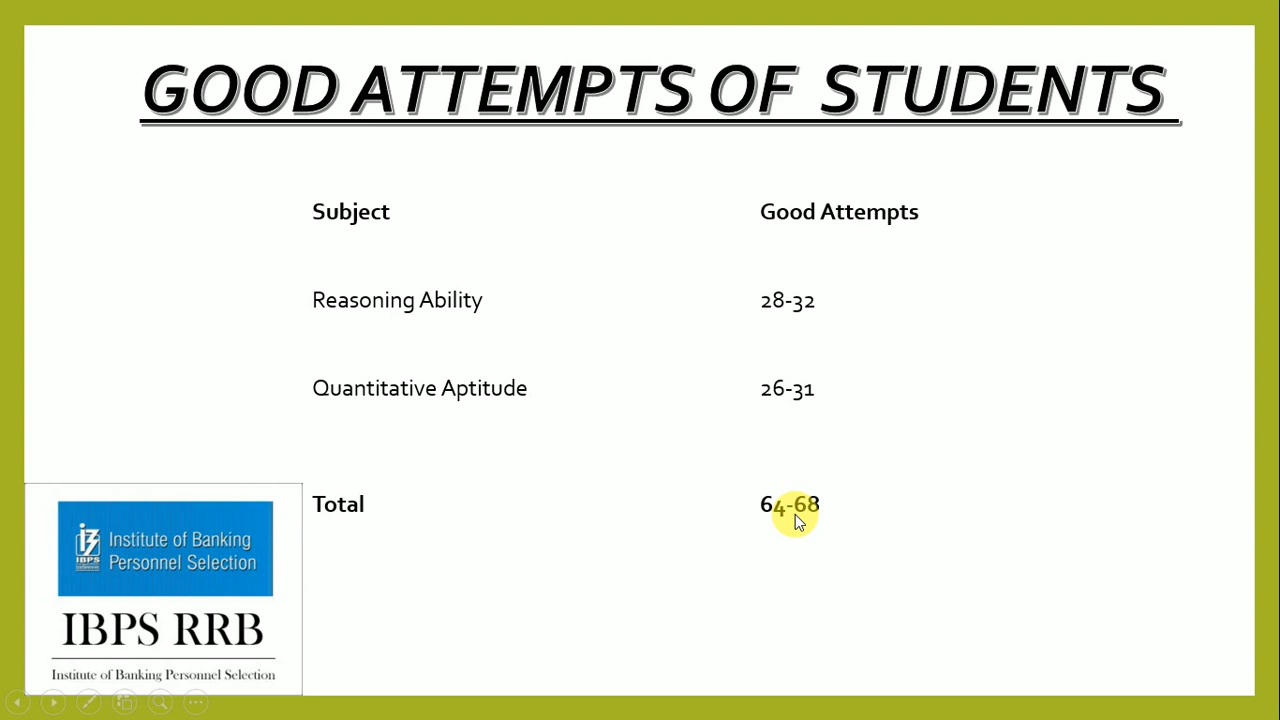 GOOD ATTEMPTS OF STUDENTS
Subject Good Attempts
Reasoning Ability 28-32
Quantitative Aptitude 26-31
Total 64-68
IBPS
Institute of Banking
Personnel Selection
IBPS RRB
Institute of Banking Personnel Selection